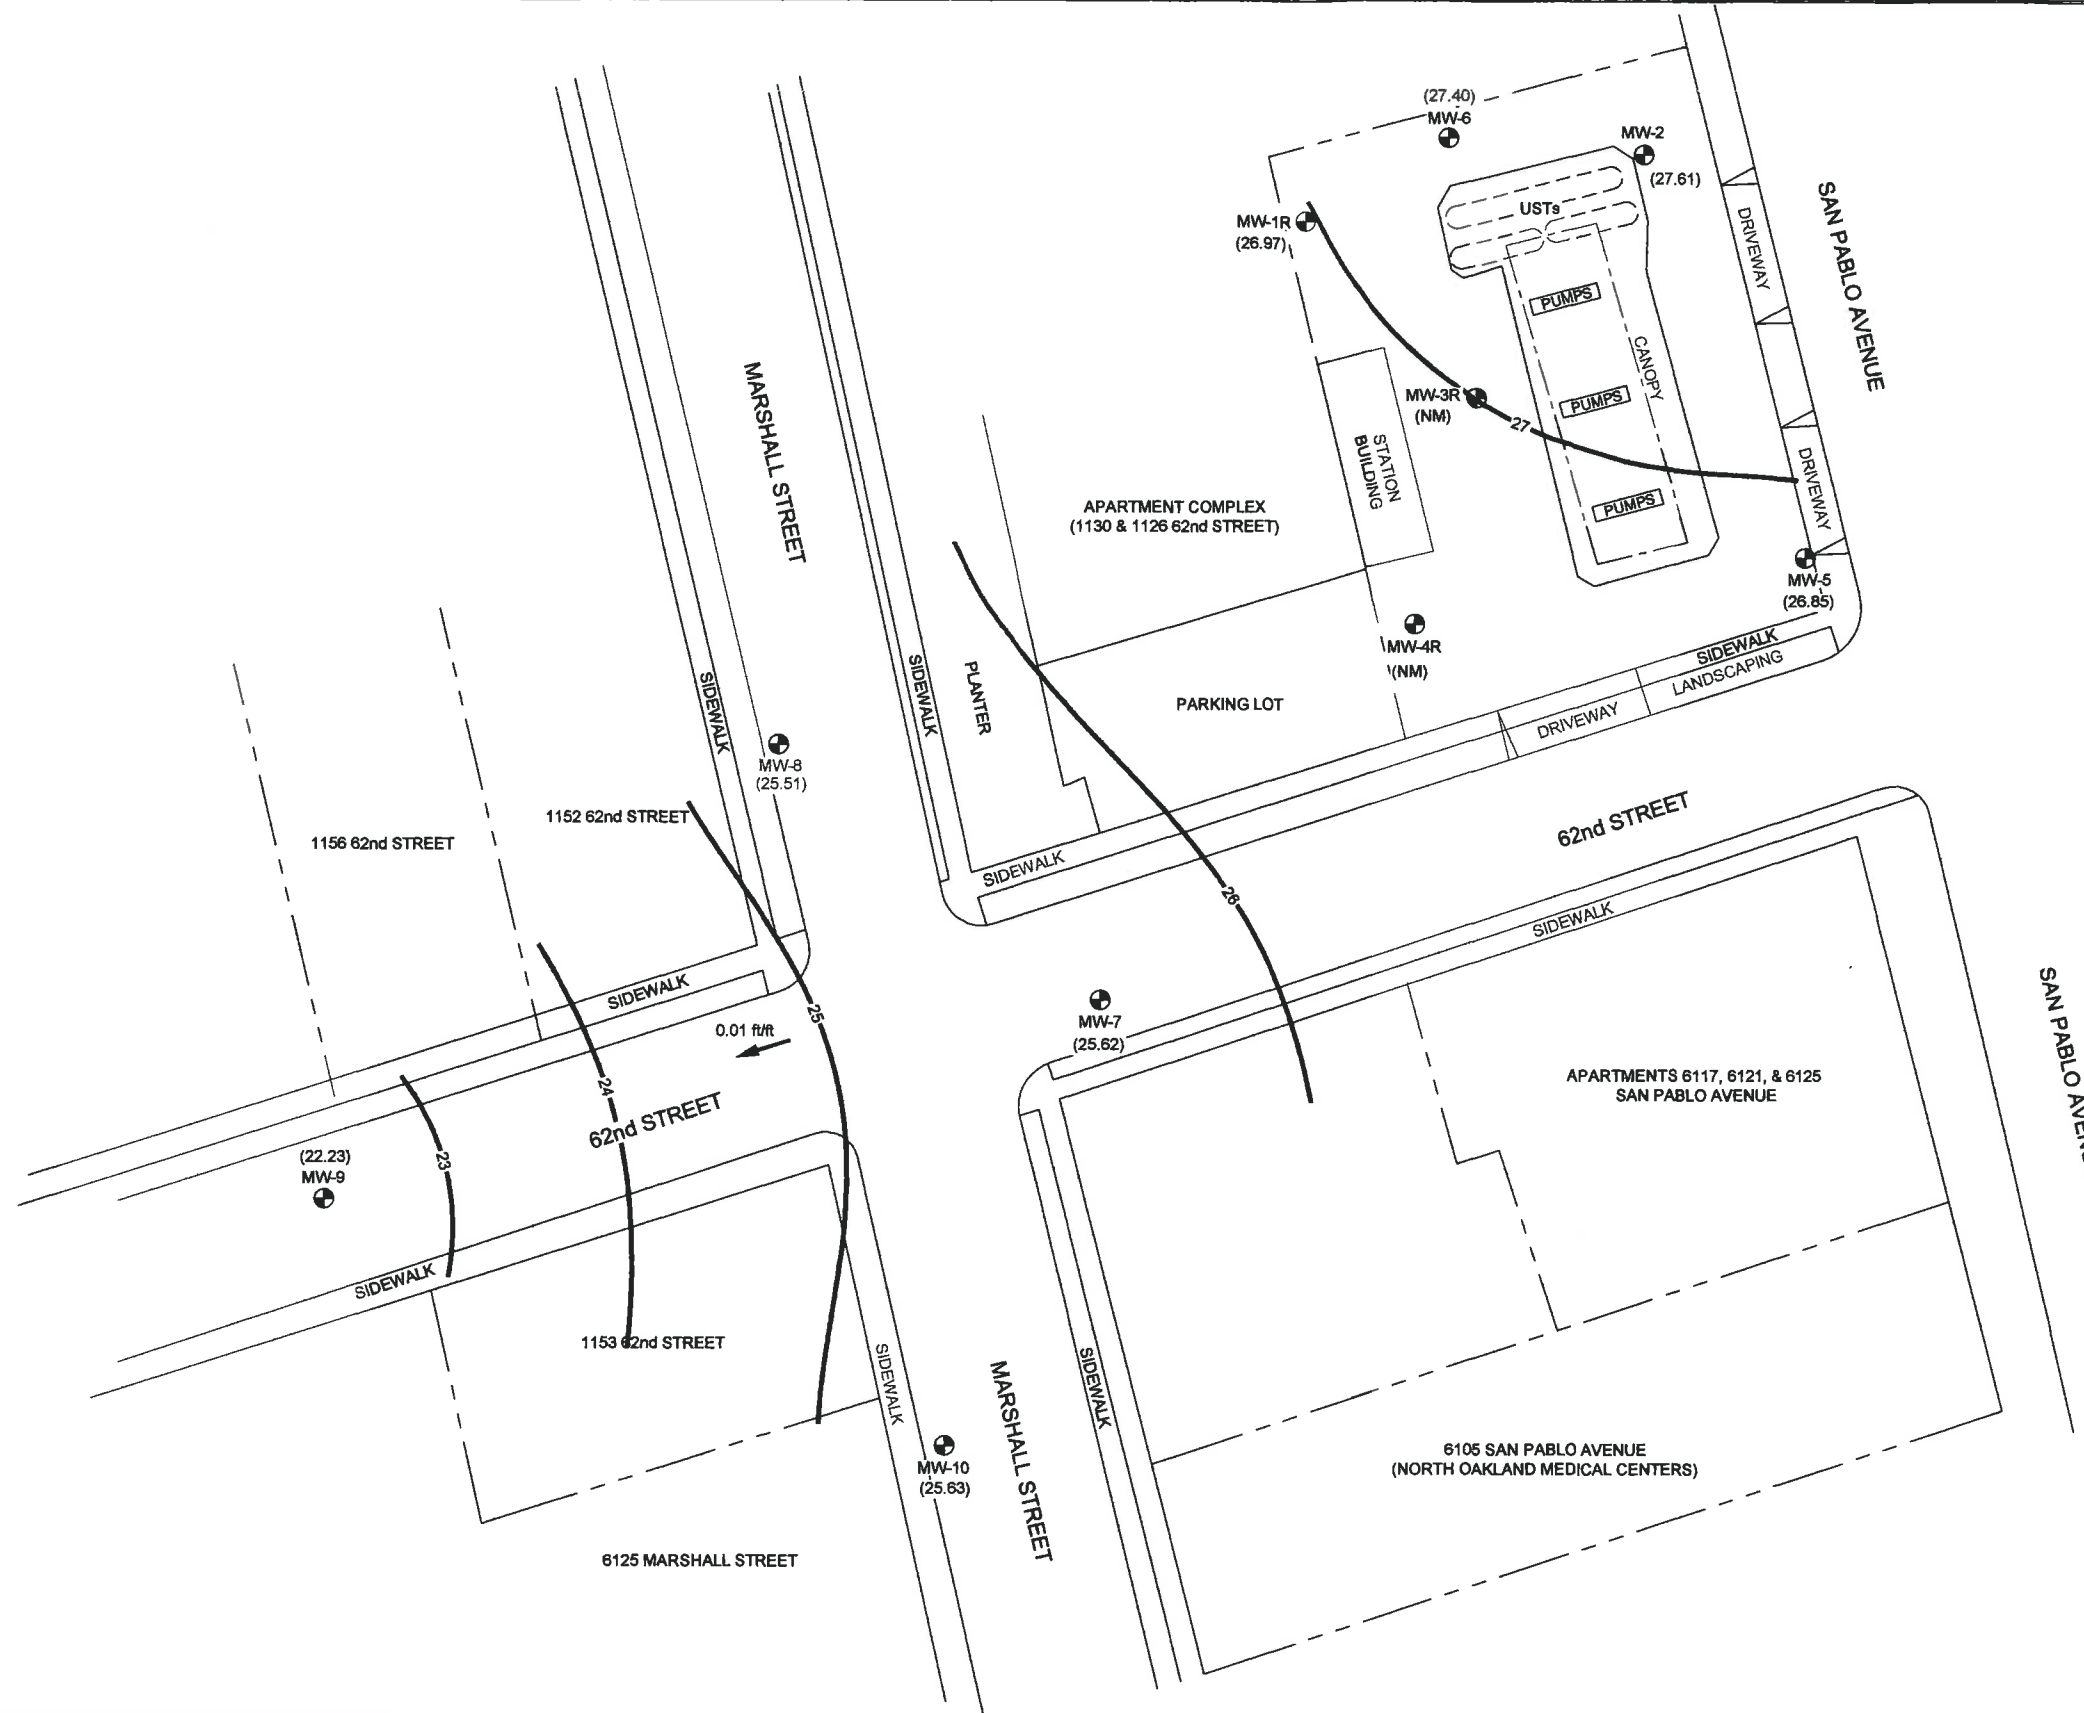 (27.40)
MW-6
MW-2
(27.61)
USTs
MW-1R
(26.97)
DRIVEWAY
SAN PABLO AVENUE
PUMPS
CANOPY
PUMPS
MW-3R
(NM)
27
MARSHALL STREET
STATION
BUILDING
DRIVEWAY
PUMPS
APARTMENT COMPLEX
(1130 & 1126 62nd STREET)
MW-5
(26.85)
MW-4R
(NM)
SIDEWALK
LANDSCAPING
SIDEWALK
SIDEWALK
PLANTER
PARKING LOT
DRIVEWAY
MW-8
(25.51)
1152 62nd STREET
1156 62nd STREET
62nd STREET
SIDEWALK
26
SIDEWALK
SIDEWALK
25
0.01 ft/ft
MW-7
(25.62)
SAN PABLO AVEN
24
62nd STREET
APARTMENTS 6117, 6121, & 6125
SAN PABLO AVENUE
23
(22.23)
MW-9
SIDEWALK
1153 62nd STREET
SIDEWALK
SIDEWALK
MARSHALL STREET
MW-10
(25.63)
6105 SAN PABLO AVENUE
(NORTH OAKLAND MEDICAL CENTERS)
6125 MARSHALL STREET